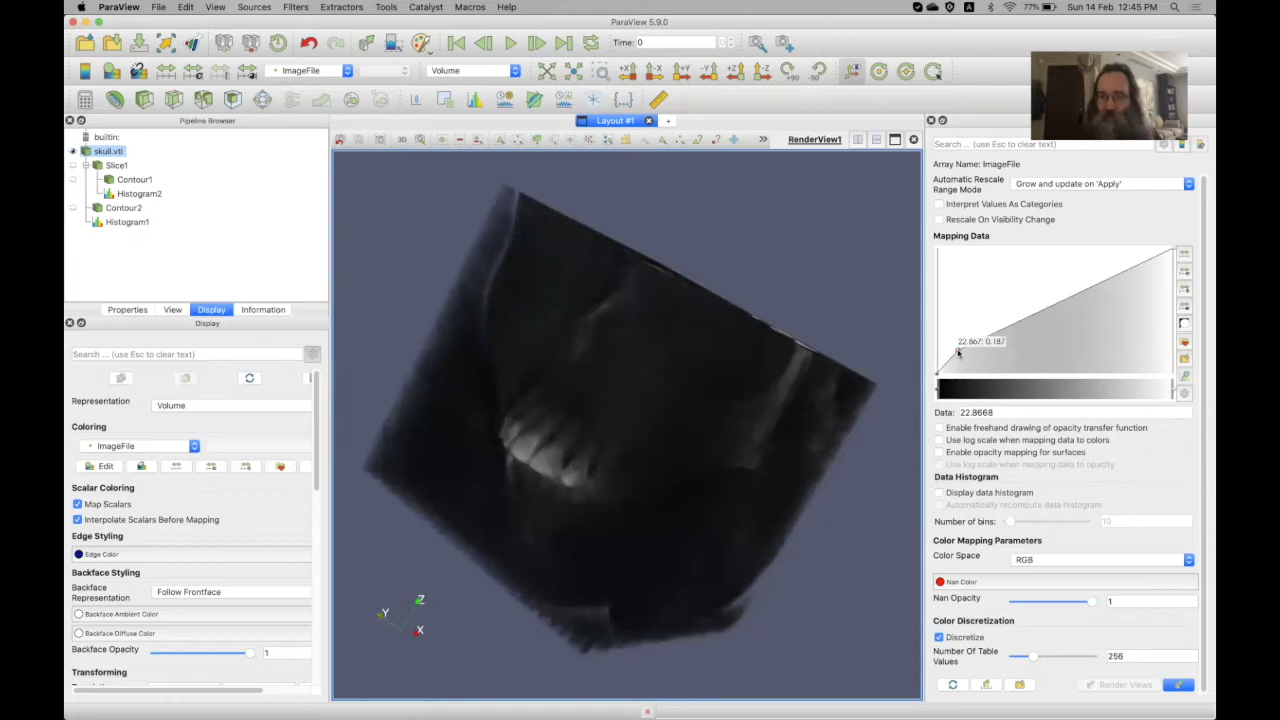 ParaView File Edit View Sources Filters Extractors Tools Catalyst Macros Help
77% Sun 14 Feb 12:45 PM
ParaView 5.9.0
Time: 0
ImageFile Volume
Pipeline Browser
Layout #1
builtin:
3D RenderView1
skull.vti
Slice1
Contour1
Histogram2
Contour2
Histogram1
Properties View Display Information
Display
Search ... (use Esc to clear text)
Representation Volume
Coloring
ImageFile
Edit
Scalar Coloring
Map Scalars
Interpolate Scalars Before Mapping
Edge Styling
Edge Color
Backface Styling
Backface Representation Follow Frontface
Backface Ambient Color
Backface Diffuse Color
Backface Opacity 1
Transforming
Z
Y
X
Search ... (use Esc to clear text)
Array Name: ImageFile
Automatic Rescale Range Mode Grow and update on 'Apply'
Interpret Values As Categories
Rescale On Visibility Change
Mapping Data
22.867: 0.187
Data: 22.8668
Enable freehand drawing of opacity transfer function
Use log scale when mapping data to colors
Enable opacity mapping for surfaces
Use log scale when mapping data to opacity
Data Histogram
Display data histogram
Automatically recompute data histogram
Number of bins: 10
Color Mapping Parameters
Color Space RGB
Nan Color
Nan Opacity 1
Color Discretization
Discretize
Number Of Table Values 256
Render Views